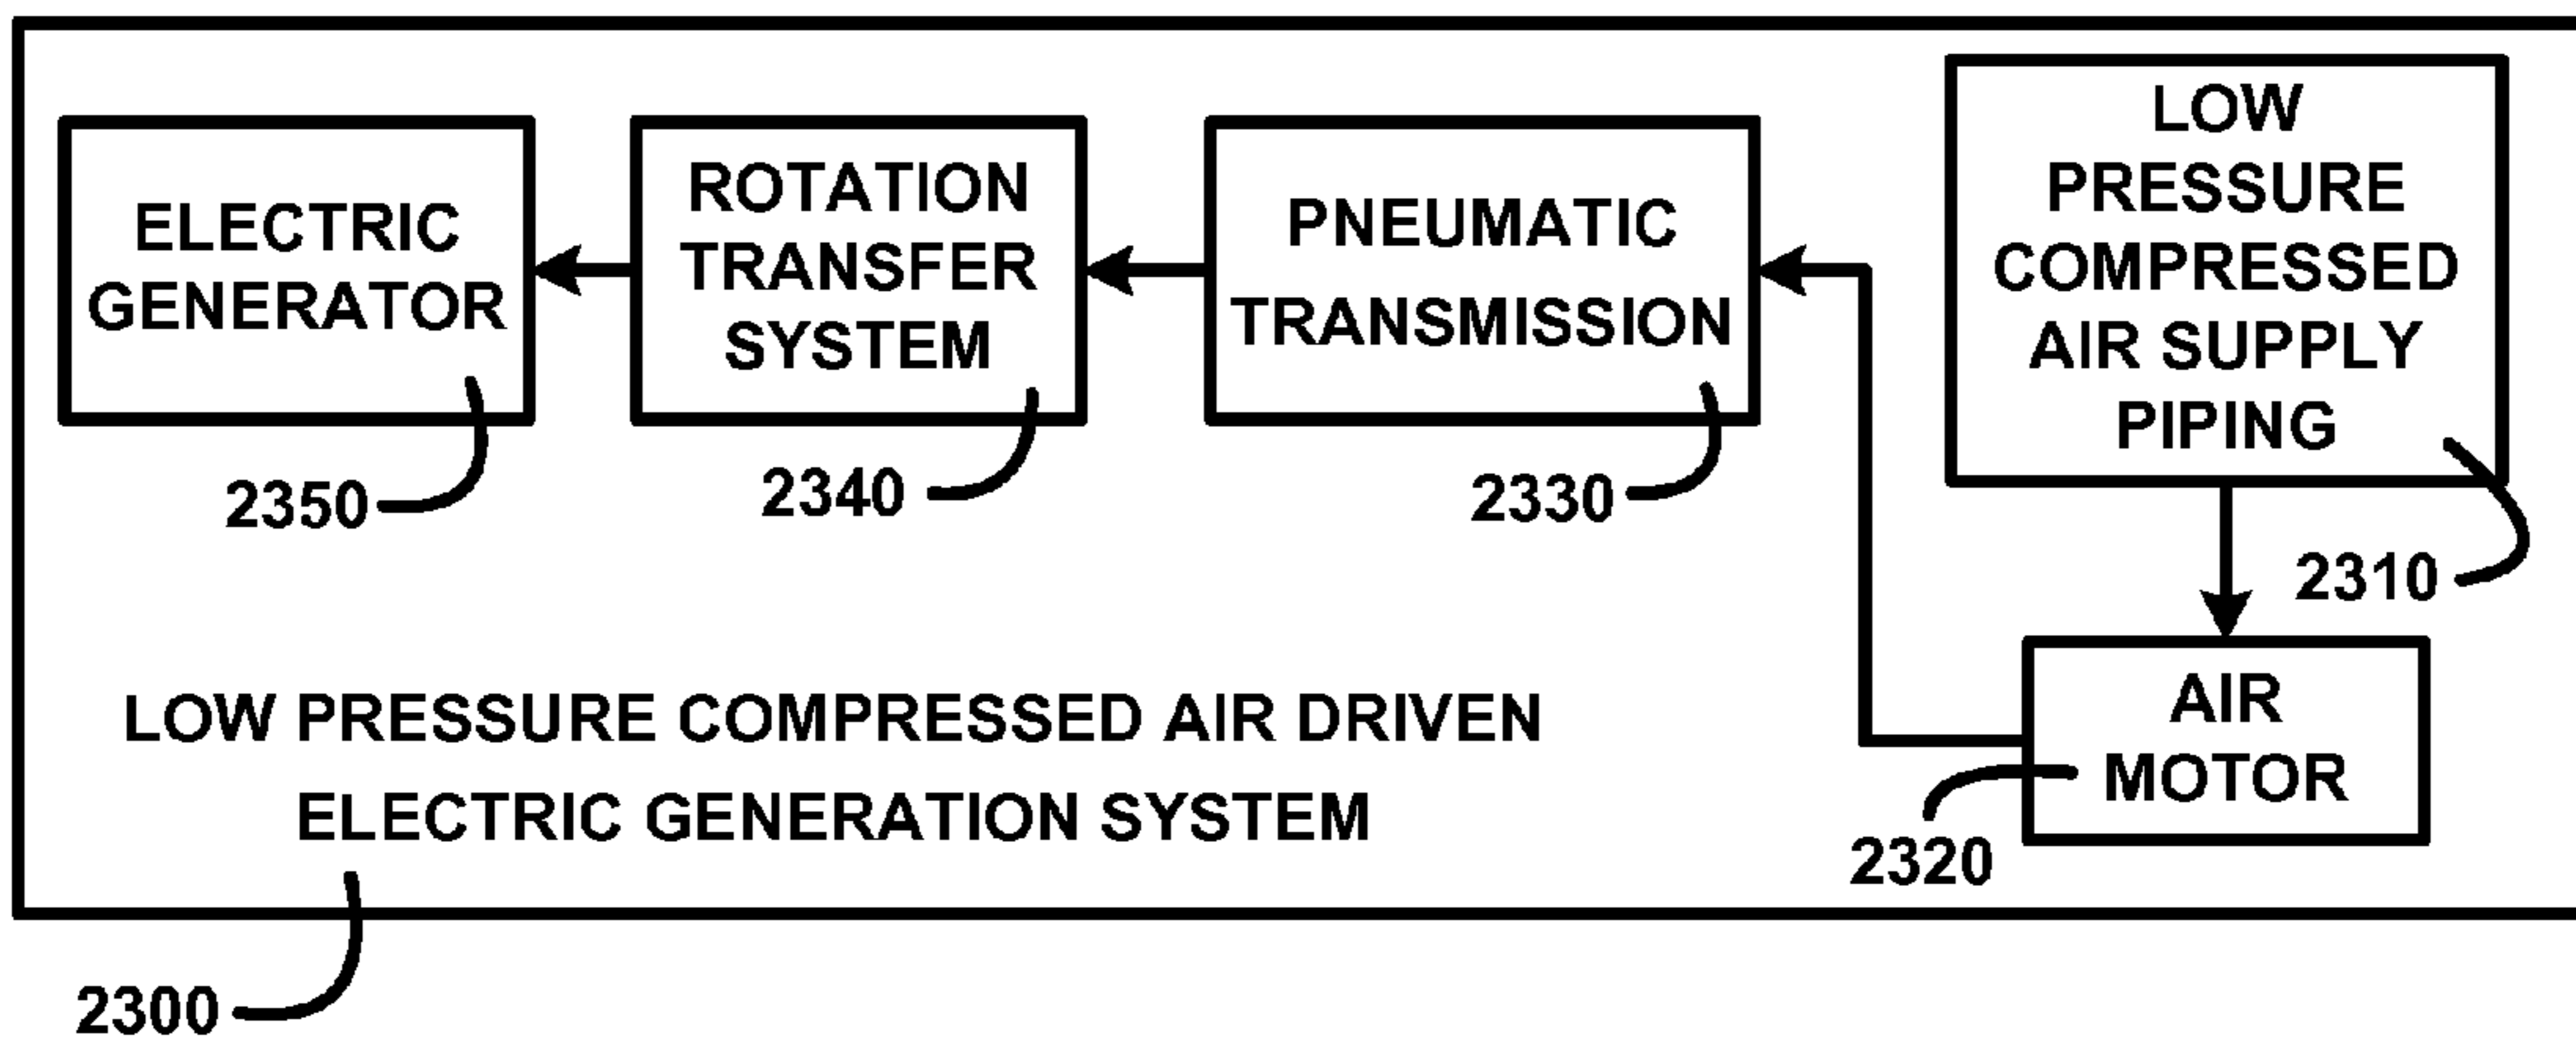 ELECTRIC
GENERATOR
2350
ROTATION
TRANSFER
SYSTEM
2340
PNEUMATIC
TRANSMISSION
2330
LOW
PRESSURE
COMPRESSED
AIR SUPPLY
PIPING
2310
AIR
MOTOR
2320
LOW PRESSURE COMPRESSED AIR DRIVEN
ELECTRIC GENERATION SYSTEM
2300